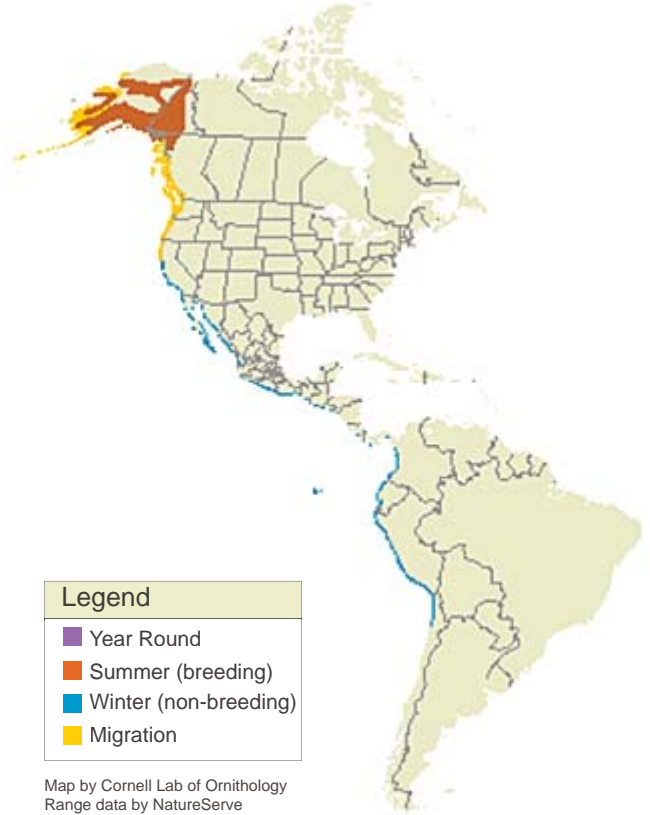 Legend
Year Round
Summer (breeding)
Winter (non-breeding)
Migration
Map by Cornell Lab of Ornithology
Range data by NatureServe